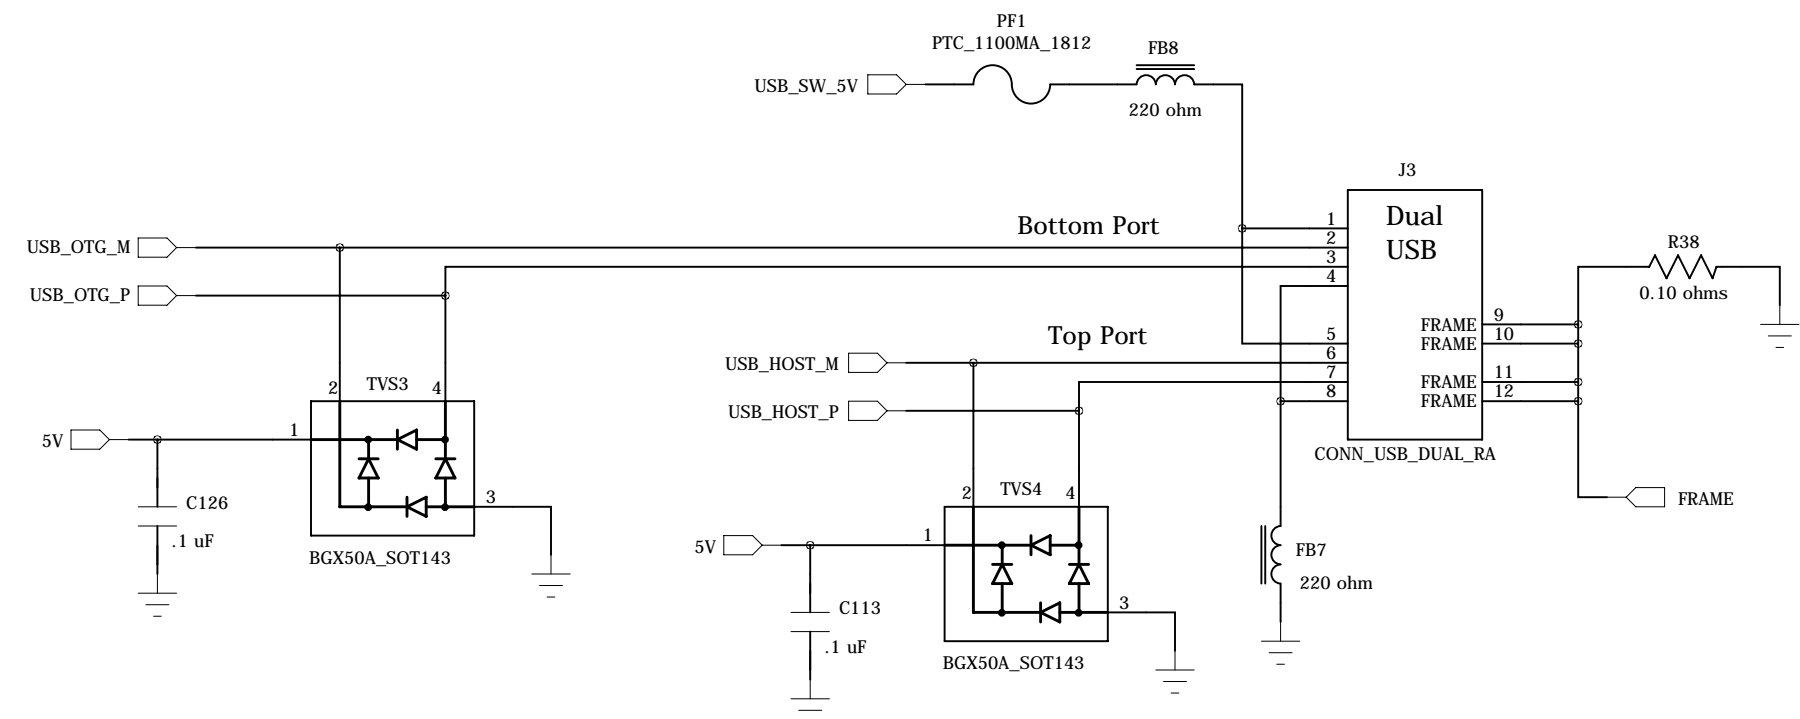 PF1
PTC_1100MA_1812
FB8
USB_SW_5V
220 ohm
J3
Dual
USB
Bottom Port
1
2
3
4
USB_OTG_M
USB_OTG_P
R38
0.10 ohms
Top Port
5
6
7
8
FRAME 9
FRAME 10
FRAME 11
FRAME 12
USB_HOST_M
USB_HOST_P
CONN_USB_DUAL_RA
FRAME
2 TVS3 4
5V
1
3
C126
.1 uF
BGX50A_SOT143
2 TVS4 4
5V
1
3
C113
.1 uF
BGX50A_SOT143
FB7
220 ohm